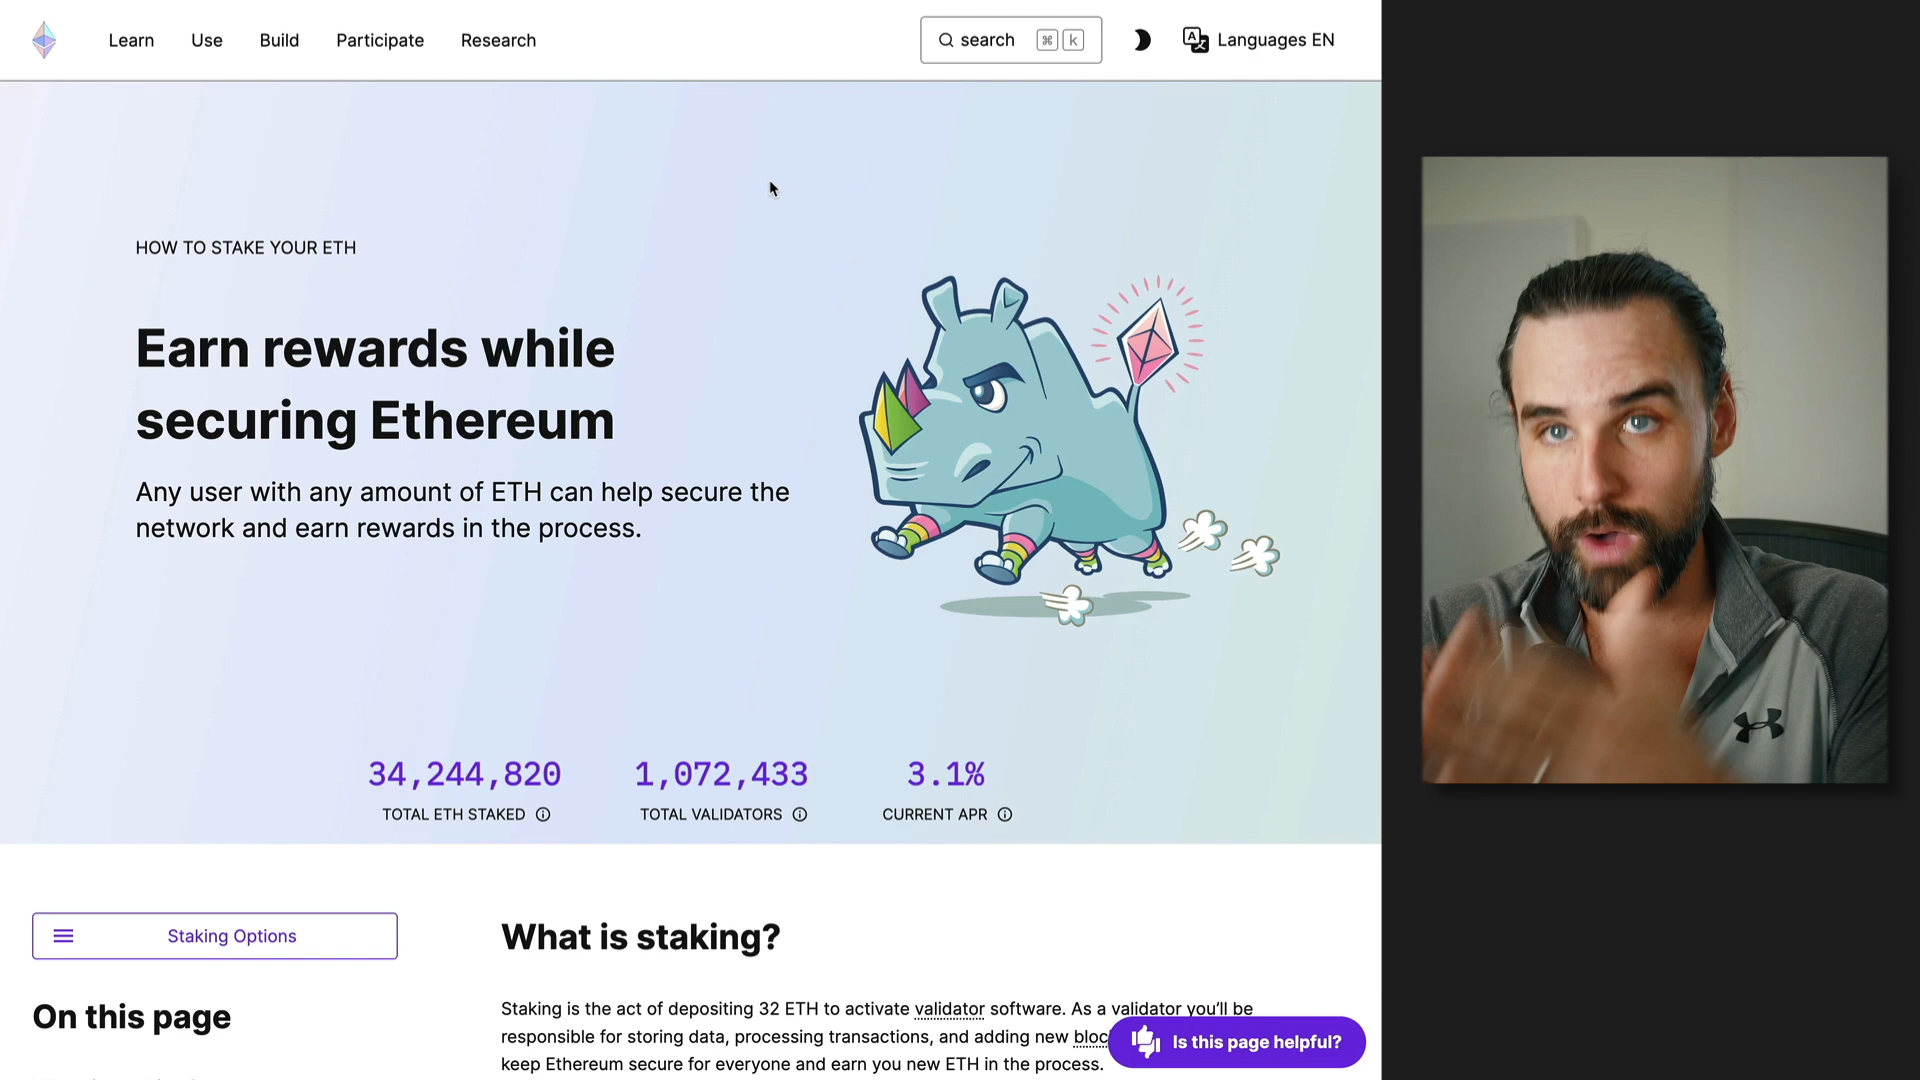 Learn Use Build Participate Research search ⌘ k Languages EN
HOW TO STAKE YOUR ETH
Earn rewards while
securing Ethereum
Any user with any amount of ETH can help secure the
network and earn rewards in the process.
34,244,820 1,072,433 3.1%
TOTAL ETH STAKED TOTAL VALIDATORS CURRENT APR
Staking Options
What is staking?
On this page
Staking is the act of depositing 32 ETH to activate validator software. As a validator you'll be
responsible for storing data, processing transactions, and adding new
keep Ethereum secure for everyone and earn you new ETH in the process.
Is this page helpful?